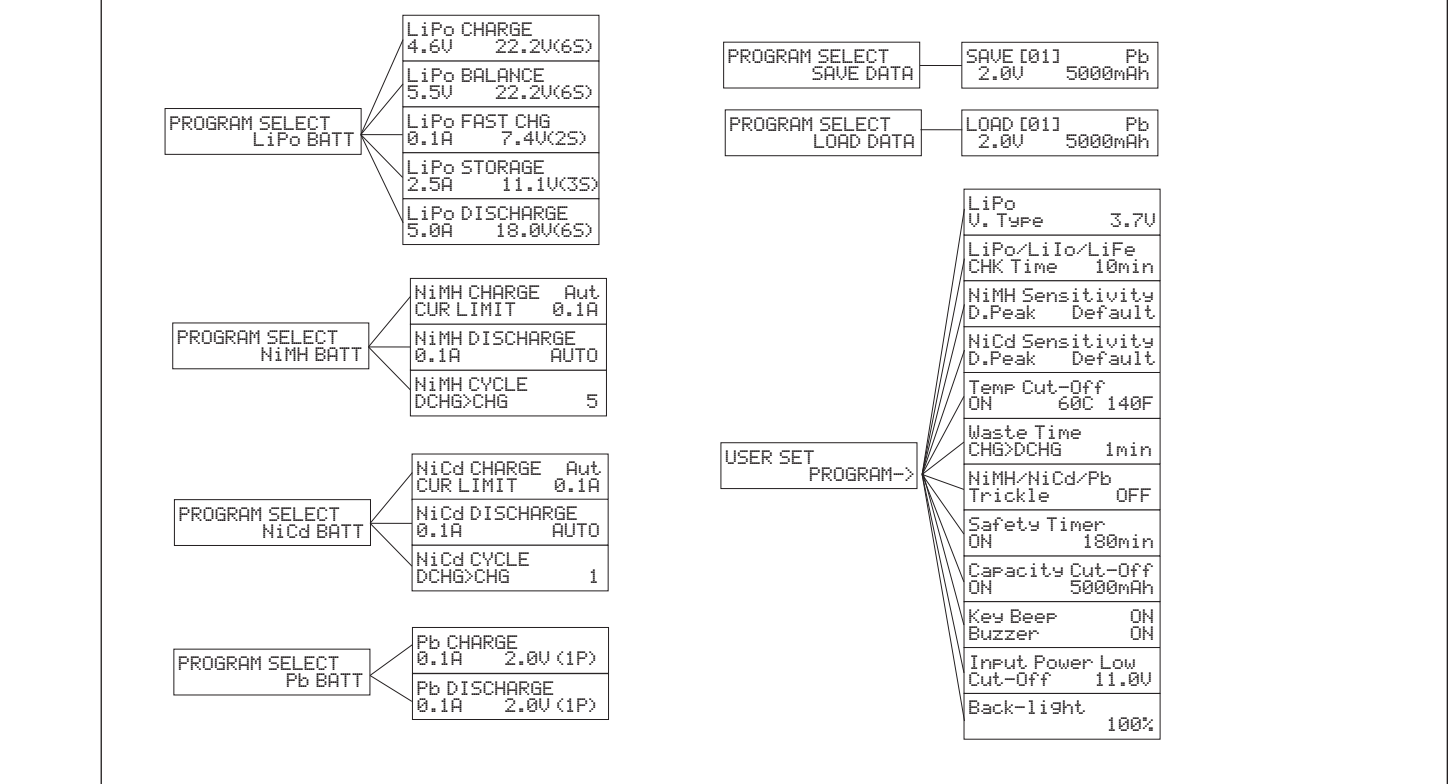 PROGRAM SELECT
LiPo BATT
LiPo CHARGE
4.6V 22.2V(6S)
LiPo BALANCE
5.5V 22.2V(6S)
LiPo FAST CHG
0.1A 7.4V(2S)
LiPo STORAGE
2.5A 11.1V(3S)
LiPo DISCHARGE
5.0A 18.0V(6S)
PROGRAM SELECT
NiMH BATT
NiMH CHARGE Aut
CUR LIMIT 0.1A
NiMH DISCHARGE
0.1A AUTO
NiMH CYCLE
DCHG>CHG 5
PROGRAM SELECT
NiCd BATT
NiCd CHARGE Aut
CUR LIMIT 0.1A
NiCd DISCHARGE
0.1A AUTO
NiCd CYCLE
DCHG>CHG 1
PROGRAM SELECT
Pb BATT
Pb CHARGE
0.1A 2.0V (1P)
Pb DISCHARGE
0.1A 2.0V (1P)
PROGRAM SELECT
SAVE DATA
SAVE [01] Pb
2.0V 5000mAh
PROGRAM SELECT
LOAD DATA
LOAD [01] Pb
2.0V 5000mAh
USER SET
PROGRAM->
LiPo
V. Type 3.7V
LiPo/LiIo/LiFe
CHK Time 10min
NiMH Sensitivity
D.Peak Default
NiCd Sensitivity
D.Peak Default
Temp Cut-Off
ON 60C 140F
Waste Time
CHG>DCHG 1min
NiMH/NiCd/Pb
Trickle OFF
Safety Timer
ON 180min
Capacity Cut-Off
ON 5000mAh
Key Beep ON
Buzzer ON
Input Power Low
Cut-Off 11.0V
Back-light
100%